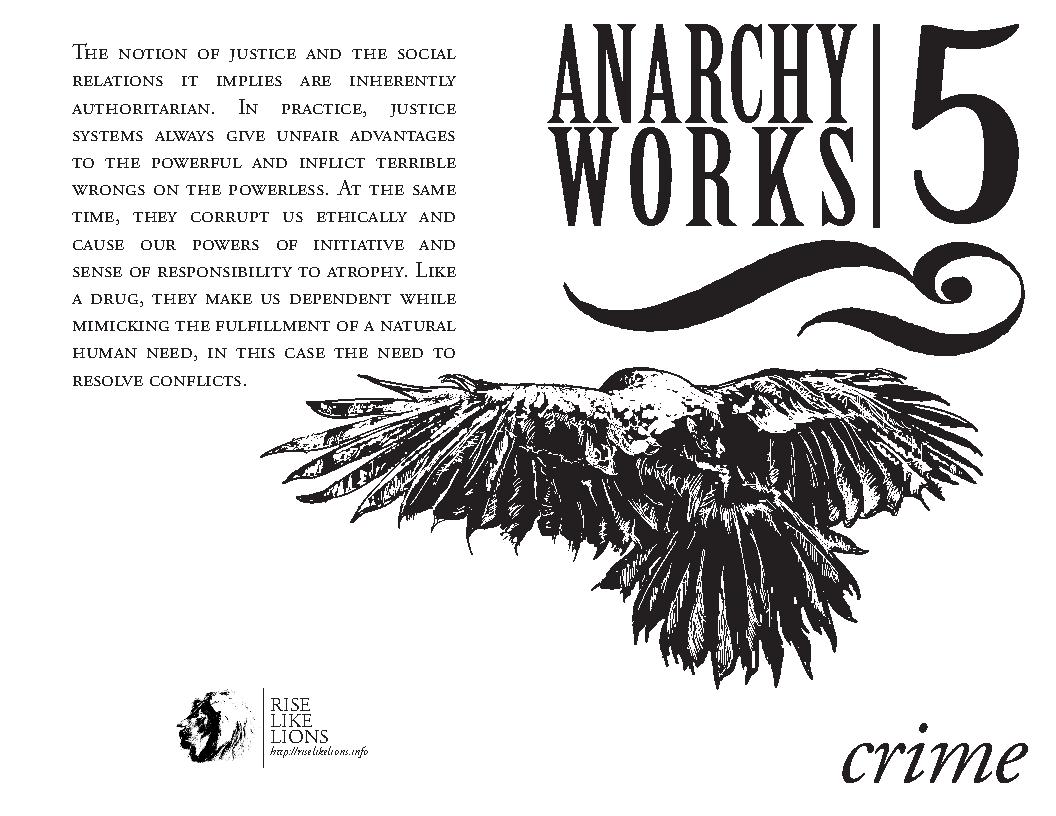 The notion of justice and the social
relations it implies are inherently
authoritarian. In practice, justice
systems always give unfair advantages
to the powerful and inflict terrible
wrongs on the powerless. At the same
time, they corrupt us ethically and
cause our powers of initiative and
sense of responsibility to atrophy. Like
a drug, they make us dependent while
mimicking the fulfillment of a natural
human need, in this case the need to
resolve conflicts.
RISE
LIKE
LIONS
http://riselikelions.info
ANARCHY
WORKS
5
crime